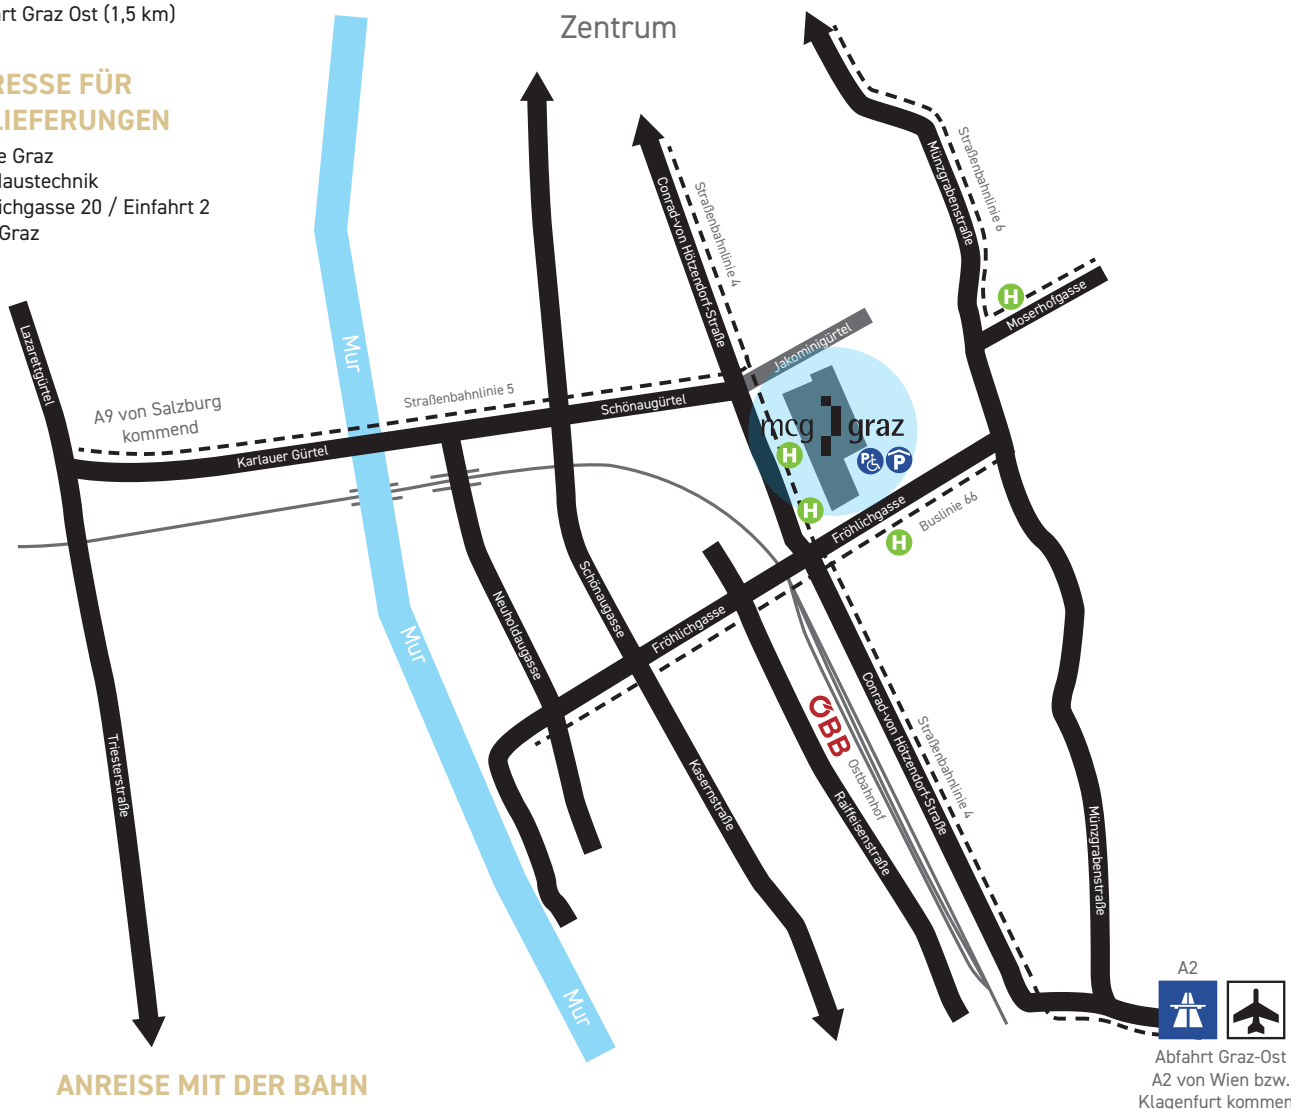 rt Graz Ost (1,5 km)
RESSE FÜR
LIEFERUNGEN
e Graz
Haustechnik
ichgasse 20 / Einfahrt 2
Graz
Zentrum
Straßenbahnlinie 6
Münzgrabenstraße
Conrad-von Hötzendorf-Straße
Straßenbahnlinie 4
H
Moserhofgasse
Lazarettgürtel
Mur
Jakominigürtel
A9 von Salzburg
kommend
Straßenbahnlinie 5
Schönaugürtel
Karlauer Gürtel
mcg graz
H
P
P
H
Fröhlichgasse
Buslinie 66
H
Neuholdaugasse
Schönaugasse
Fröhlichgasse
Mur
ÖBB
Ostbahnhof
Conrad-von Hötzendorf-Straße
Straßenbahnlinie 4
Triesterstraße
Kasernstraße
Raiffeisenstraße
Münzgrabenstraße
Mur
A2
Abfahrt Graz-Ost
A2 von Wien bzw.
Klagenfurt kommen
ANREISE MIT DER BAHN